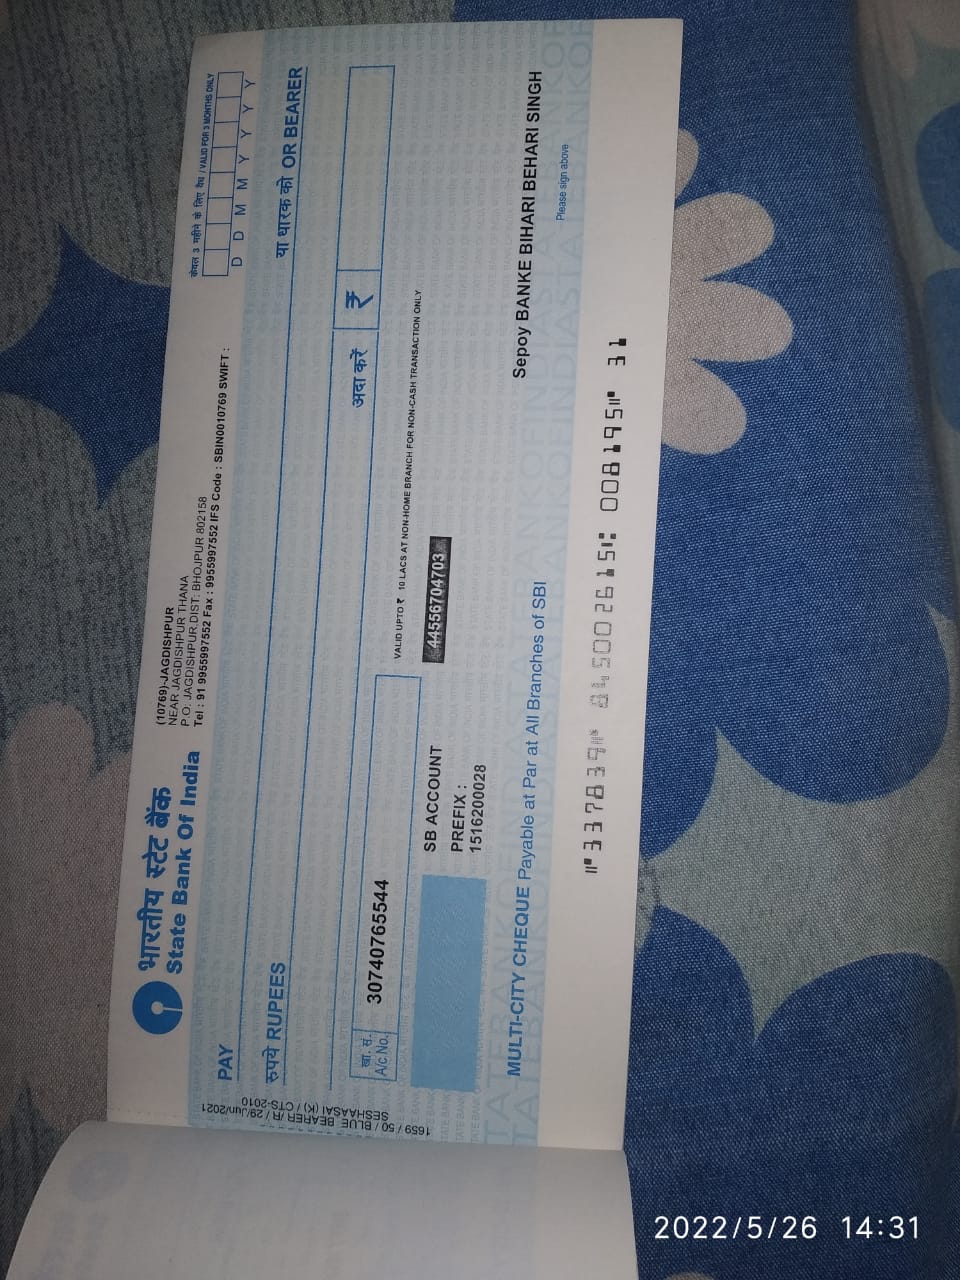 भारतीय स्टेट बैंक
State Bank Of India
(10769)-JAGDISHPUR
NEAR JAGDISHPUR THANA
P.O. JAGDISHPUR,DIST: BHOJPUR 802158
Tel : 91 9955997552 Fax : 9955997552 IFS Code : SBIN0010769 SWIFT :
केवल 3 महीने के लिए वैध / VALID FOR 3 MONTHS ONLY
D D M M Y Y Y Y
PAY
या धारक को OR BEARER
रुपये RUPEES
अदा करें ₹
खा. सं.
A/c No.
30740765544
VALID UPTO ₹ 10 LACS AT NON-HOME BRANCH FOR NON-CASH TRANSACTION ONLY
SB ACCOUNT
44556704703
PREFIX :
1516200028
Sepoy BANKE BIHARI BEHARI SINGH
MULTI-CITY CHEQUE Payable at Par at All Branches of SBI
Please sign above
⑈337839⑈ 845002615⑆ 008195⑈ 31
SESHAASAI (K) / CTS-2010
1659 / 50 / BLUE BEARER /R/ 29/Jun/2021
2022/5/26 14:31